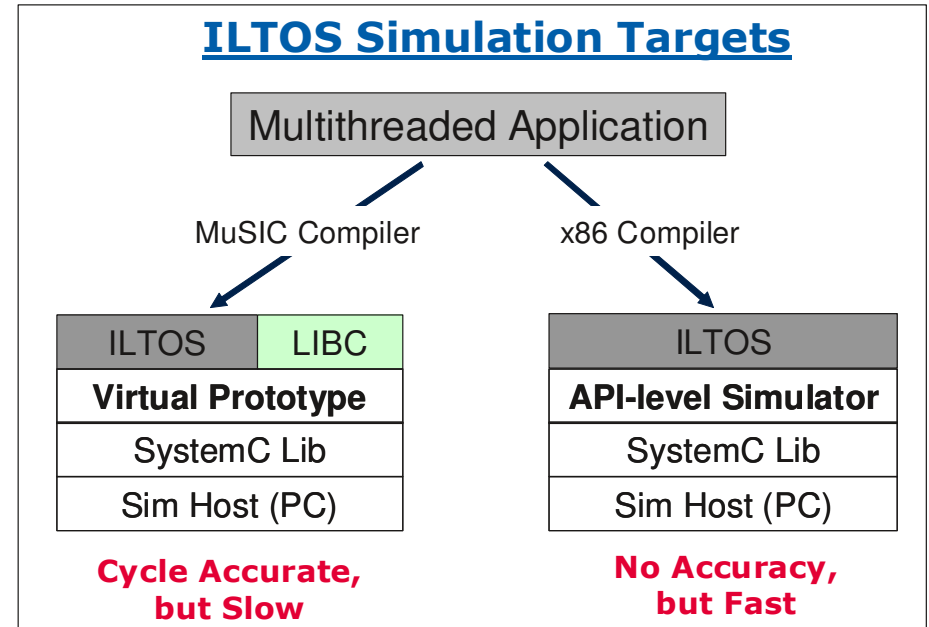 ILTOS Simulation Targets
Multithreaded Application
MuSIC Compiler
x86 Compiler
ILTOS LIBC
Virtual Prototype
SystemC Lib
Sim Host (PC)
Cycle Accurate,
but Slow
ILTOS
API-level Simulator
SystemC Lib
Sim Host (PC)
No Accuracy,
but Fast